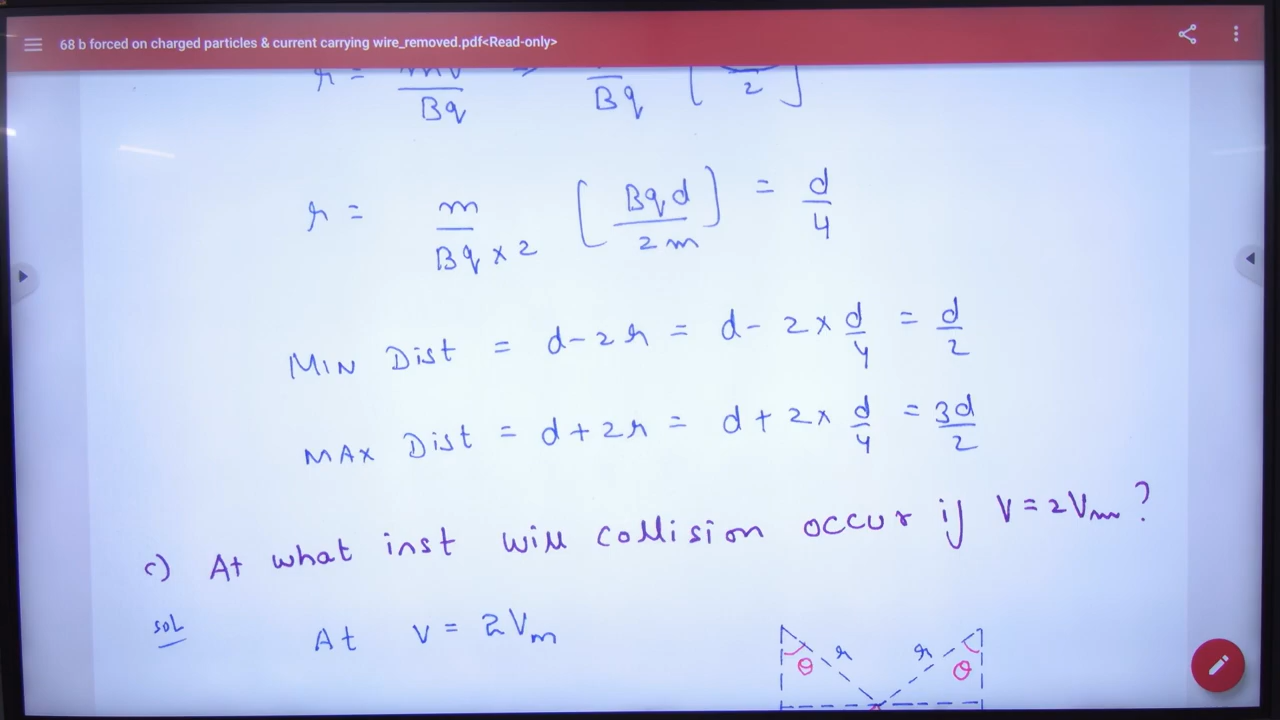 68 b forced on charged particles & current carrying wire_removed.pdf<Read-only>
r = mv/Bq ⇒ /Bq [ /2 ]
r = m/Bq×2 [ Bqd/2m ] = d/4
MIN Dist = d-2r = d- 2×d/4 = d/2
MAX Dist = d+2r = d+2×d/4 = 3d/2
c) At what inst will collision occur if V=2Vm?
sol At v = 2Vm
r r
θ θ